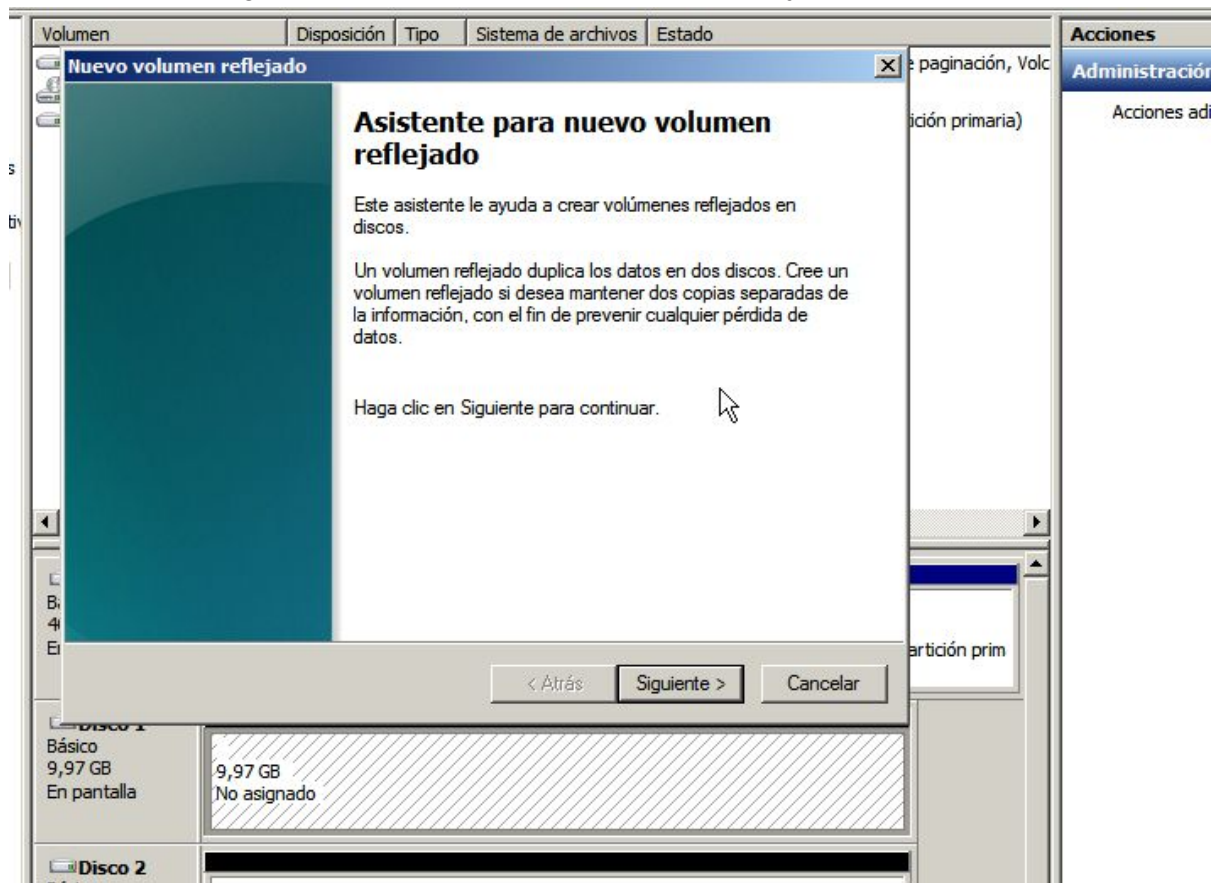 Volumen Disposición Tipo Sistema de archivos Estado
Acciones
Nuevo volumen reflejado
paginación, Volc
Administración
Acciones adi
ición primaria)
Asistente para nuevo volumen
reflejado
Este asistente le ayuda a crear volúmenes reflejados en
discos.
Un volumen reflejado duplica los datos en dos discos. Cree un
volumen reflejado si desea mantener dos copias separadas de
la información, con el fin de prevenir cualquier pérdida de
datos.
Haga clic en Siguiente para continuar.
artición prim
< Atrás Siguiente > Cancelar
Disco 1
Básico
9,97 GB
En pantalla
9,97 GB
No asignado
Disco 2